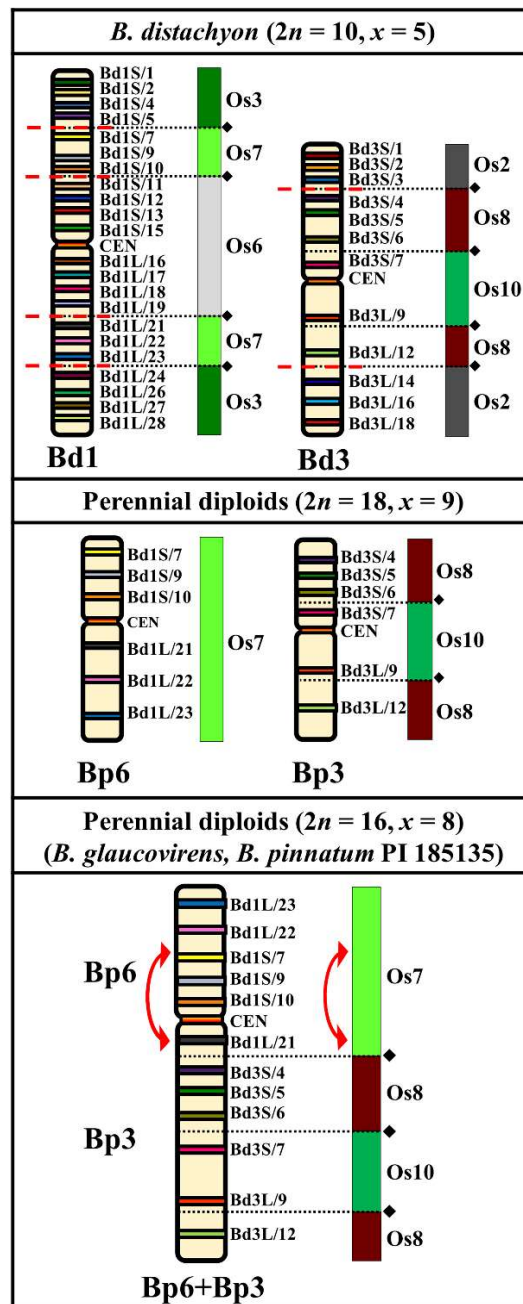 B. distachyon (2n = 10, x = 5)
Bd1S/1
Bd1S/2
Bd1S/4
Bd1S/5
Bd1S/7
Bd1S/9
Bd1S/10
Bd1S/11
Bd1S/12
Bd1S/13
Bd1S/15
CEN
Bd1L/16
Bd1L/17
Bd1L/18
Bd1L/19
Bd1L/21
Bd1L/22
Bd1L/23
Bd1L/24
Bd1L/26
Bd1L/27
Bd1L/28
Os3
Os7
Os6
Os7
Os3
Bd1
Bd3S/1
Bd3S/2
Bd3S/3
Bd3S/4
Bd3S/5
Bd3S/6
Bd3S/7
CEN
Bd3L/9
Bd3L/12
Bd3L/14
Bd3L/16
Bd3L/18
Os2
Os8
Os10
Os8
Os2
Bd3
Perennial diploids (2n = 18, x = 9)
Bd1S/7
Bd1S/9
Bd1S/10
CEN
Bd1L/21
Bd1L/22
Bd1L/23
Os7
Bp6
Bd3S/4
Bd3S/5
Bd3S/6
Bd3S/7
CEN
Bd3L/9
Bd3L/12
Os8
Os10
Os8
Bp3
Perennial diploids (2n = 16, x = 8)
(B. glaucovirens, B. pinnatum PI 185135)
Bp6
Bp3
Bd1L/23
Bd1L/22
Bd1S/7
Bd1S/9
Bd1S/10
CEN
Bd1L/21
Bd3S/4
Bd3S/5
Bd3S/6
Bd3S/7
Bd3L/9
Bd3L/12
Os7
Os8
Os10
Os8
Bp6+Bp3